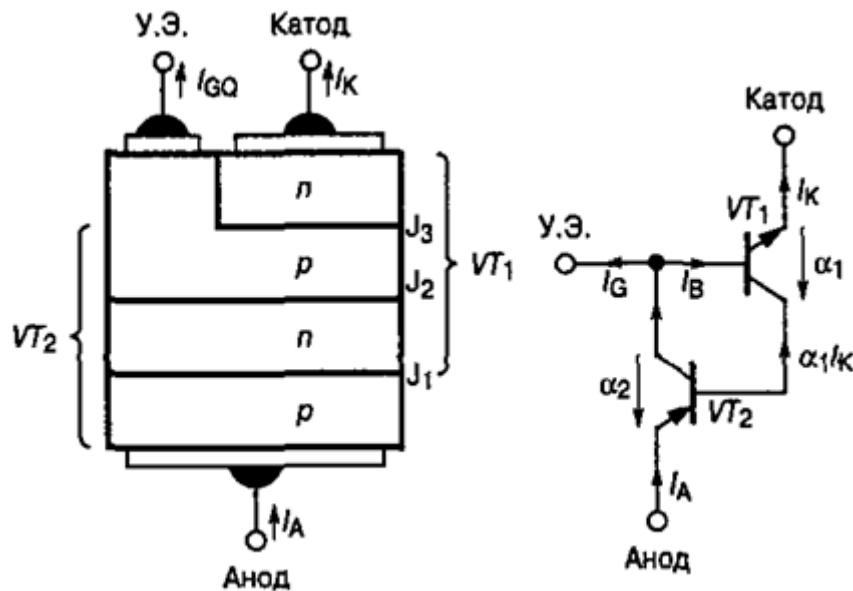 У.Э. Катод
I_GQ I_K
n
J₃
p
J₂
n
J₁
p
VT₂
VT₁
I_A
Анод
Катод
I_K
VT₁
У.Э.
I_G I_B
α₁
α₁I_K
α₂
VT₂
I_A
Анод